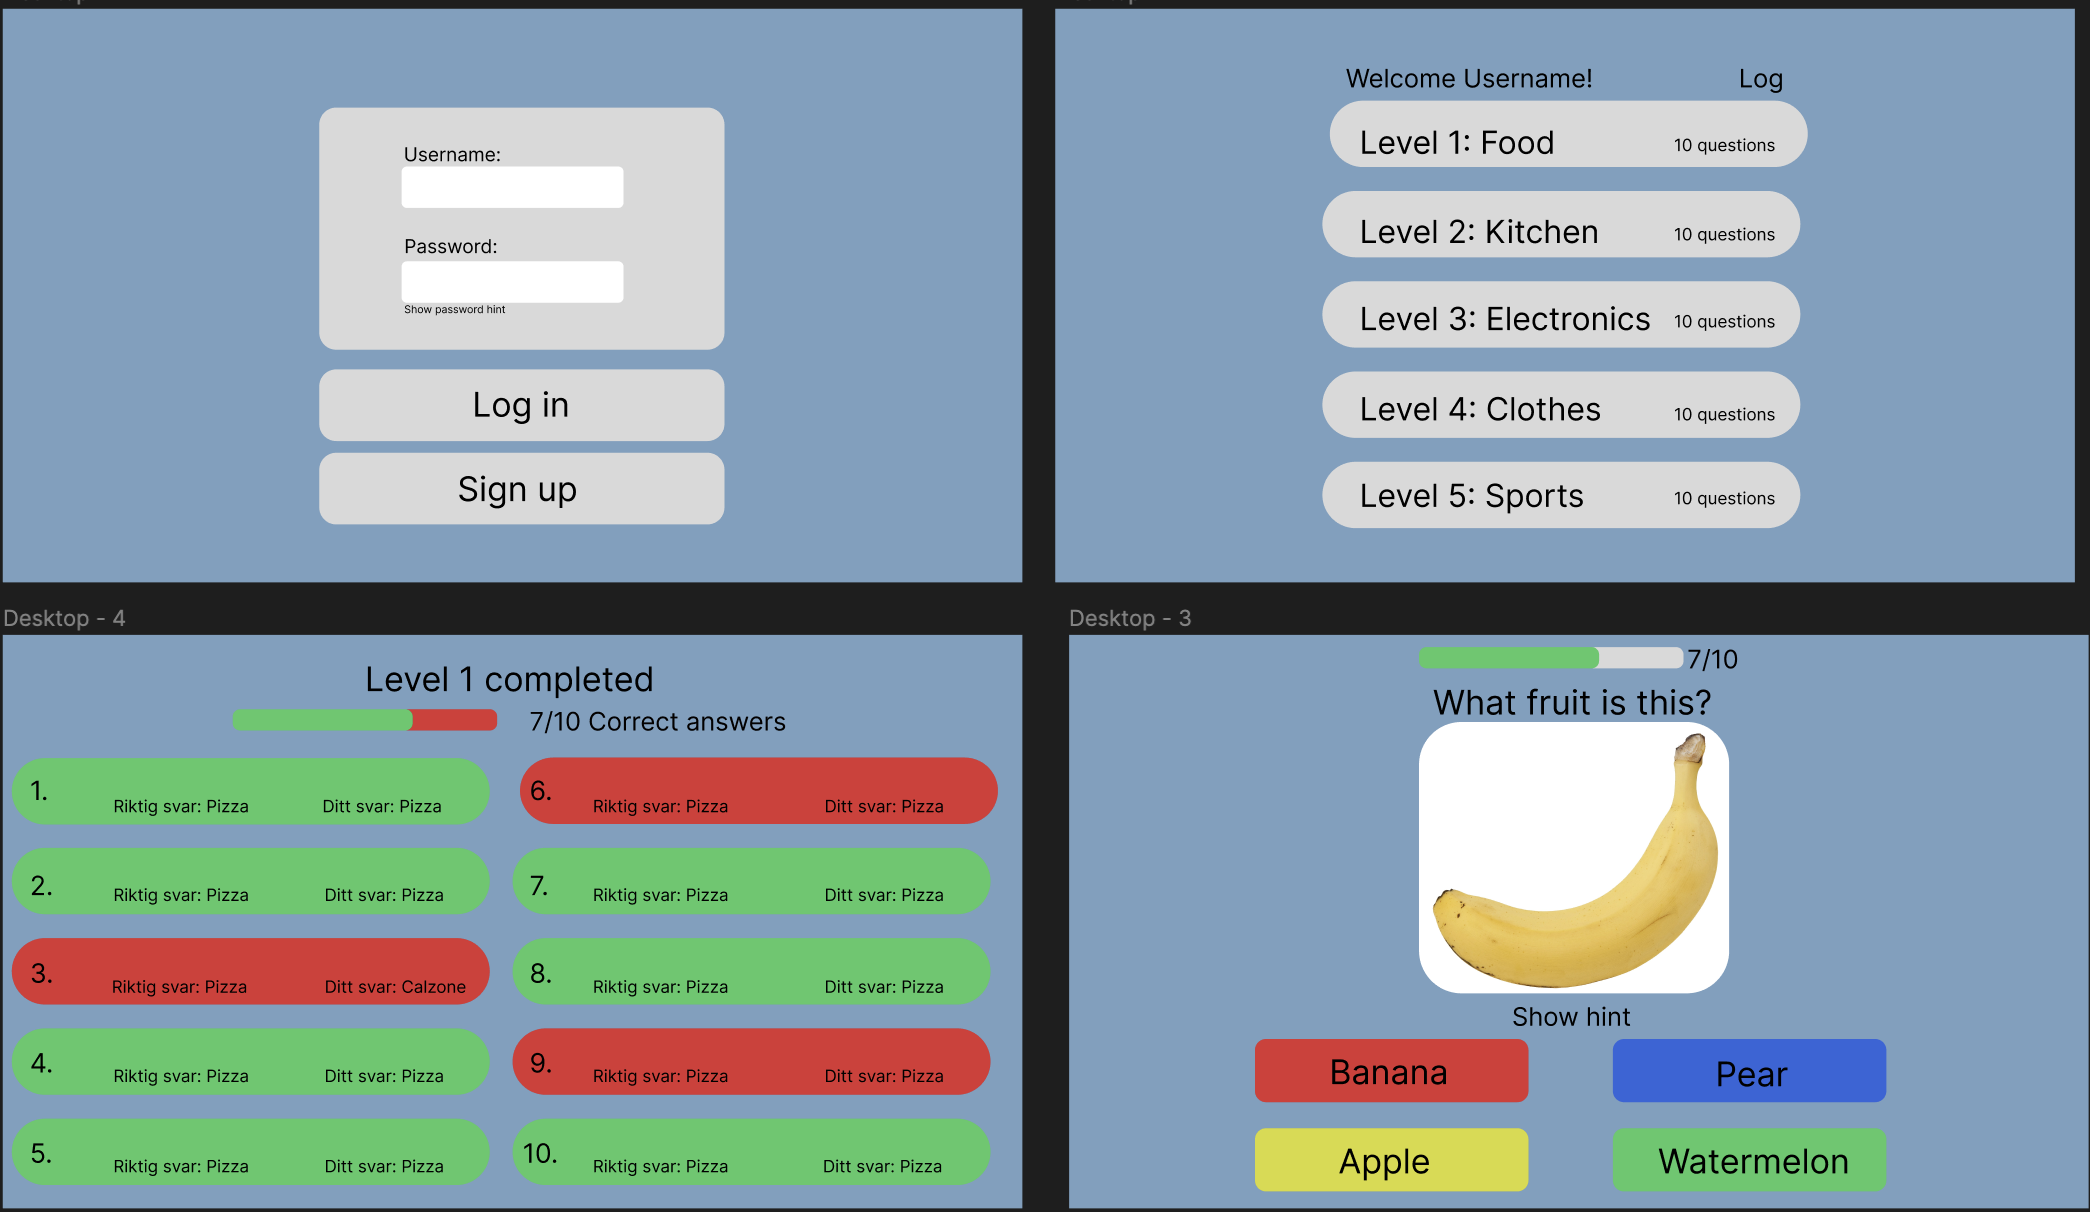 Username:
Password:
Show password hint
Log in
Sign up
Welcome Username!
Log
Level 1: Food
10 questions
Level 2: Kitchen
10 questions
Level 3: Electronics
10 questions
Level 4: Clothes
10 questions
Level 5: Sports
10 questions
Desktop - 4
Level 1 completed
7/10 Correct answers
1.
Riktig svar: Pizza
Ditt svar: Pizza
2.
Riktig svar: Pizza
Ditt svar: Pizza
3.
Riktig svar: Pizza
Ditt svar: Calzone
4.
Riktig svar: Pizza
Ditt svar: Pizza
5.
Riktig svar: Pizza
Ditt svar: Pizza
6.
Riktig svar: Pizza
Ditt svar: Pizza
7.
Riktig svar: Pizza
Ditt svar: Pizza
8.
Riktig svar: Pizza
Ditt svar: Pizza
9.
Riktig svar: Pizza
Ditt svar: Pizza
10.
Riktig svar: Pizza
Ditt svar: Pizza
Desktop - 3
7/10
What fruit is this?
Show hint
Banana
Pear
Apple
Watermelon